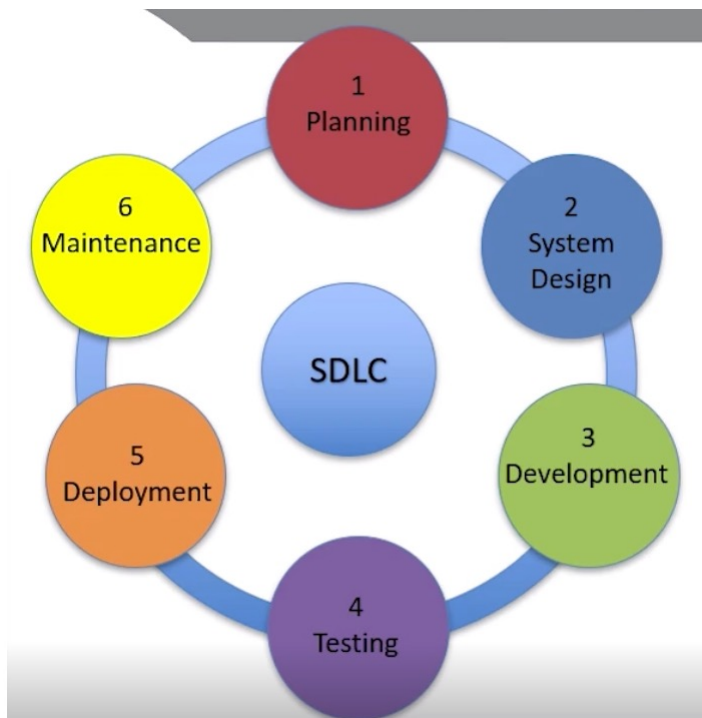 1
Planning
2
System
Design
3
Development
4
Testing
5
Deployment
6
Maintenance
SDLC